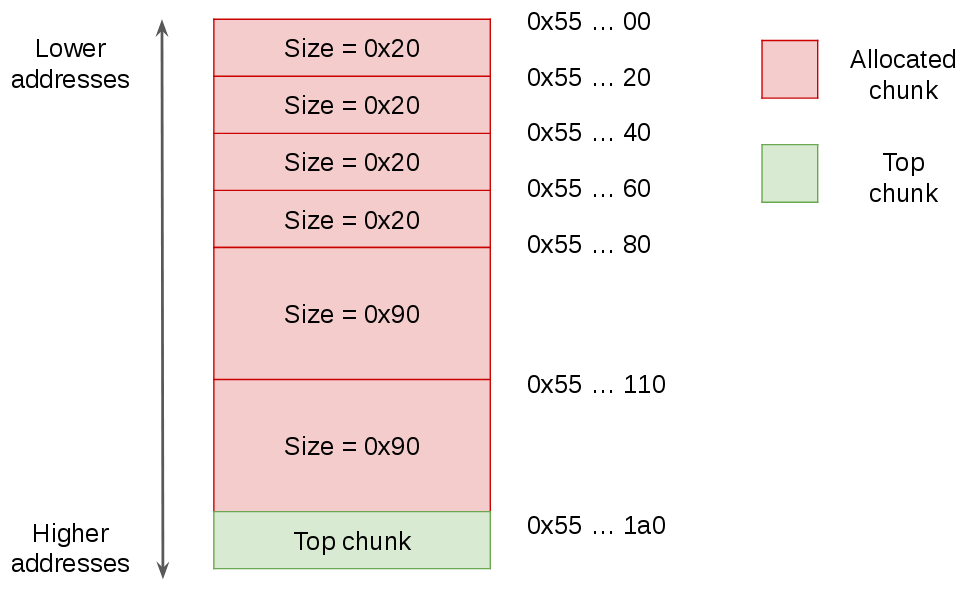 Lower
addresses
Size = 0x20
Size = 0x20
Size = 0x20
Size = 0x20
Size = 0x90
Size = 0x90
Top chunk
Higher
addresses
0x55 … 00
0x55 … 20
0x55 … 40
0x55 … 60
0x55 … 80
0x55 … 110
0x55 … 1a0
Allocated
chunk
Top
chunk